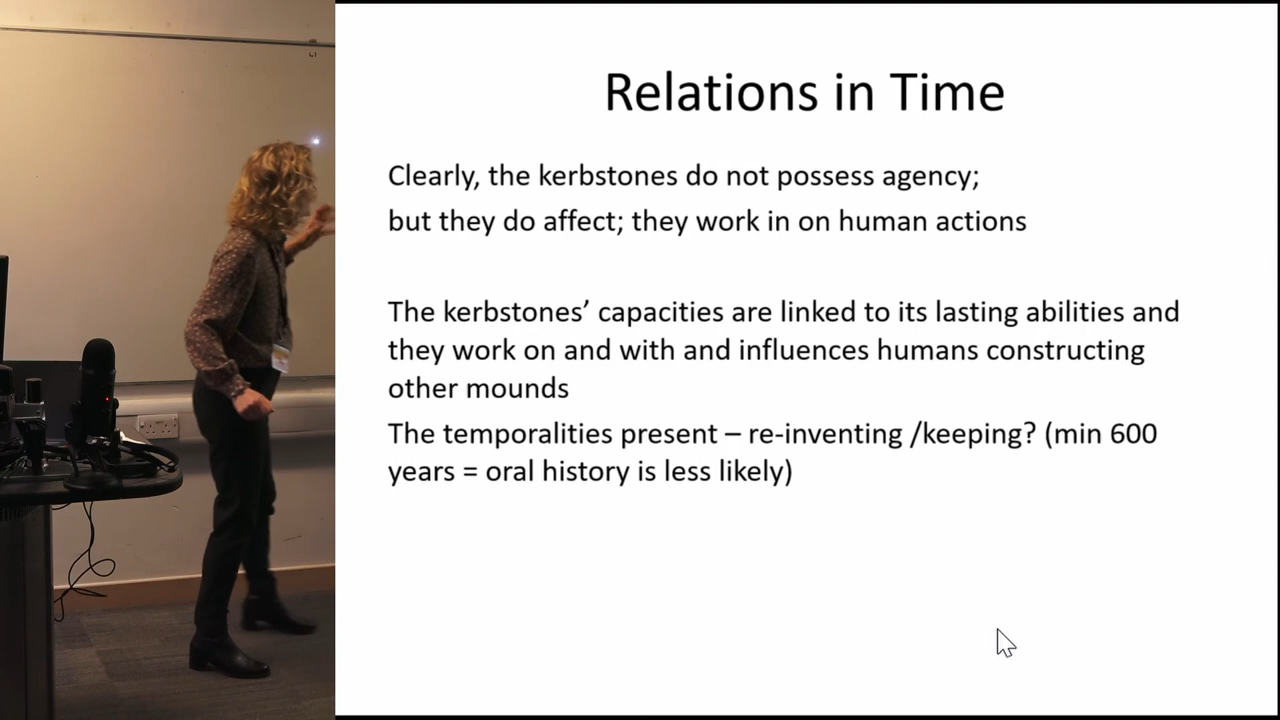 Relations in Time
Clearly, the kerbstones do not possess agency;
but they do affect; they work in on human actions
The kerbstones’ capacities are linked to its lasting abilities and
they work on and with and influences humans constructing
other mounds
The temporalities present – re-inventing /keeping? (min 600
years = oral history is less likely)